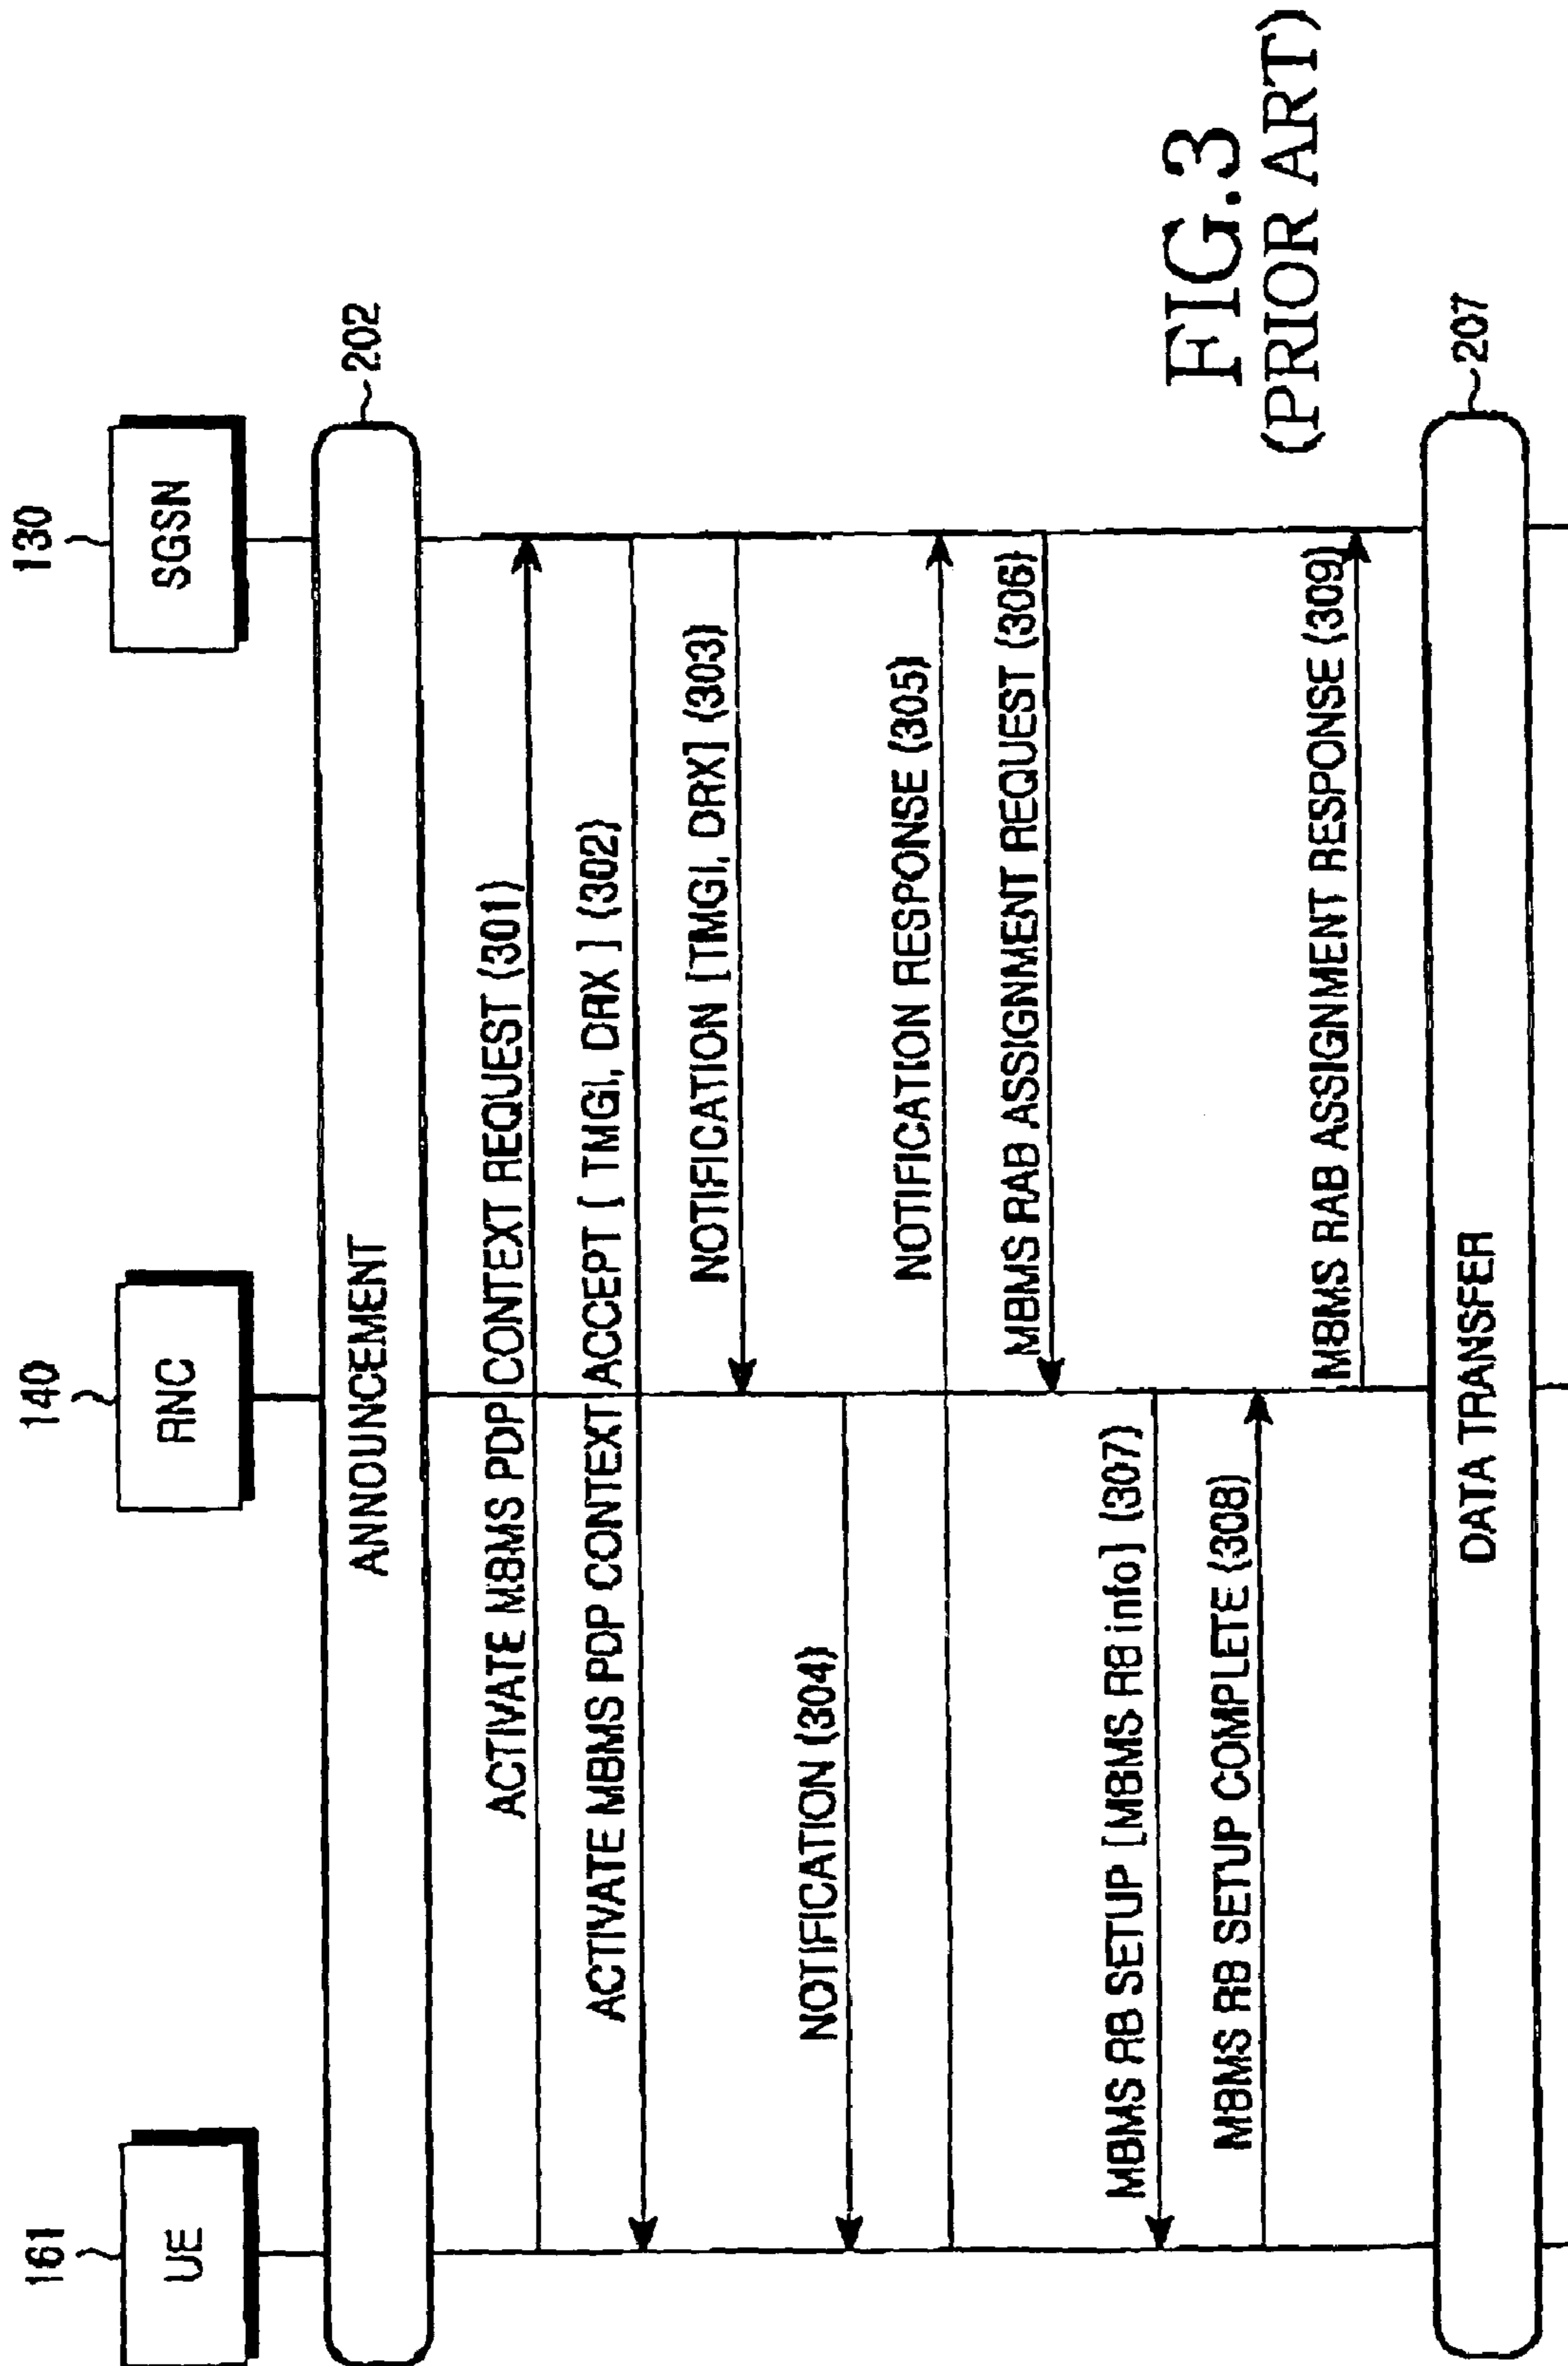 161
140
130
UE
RNC
SGSN
ANNOUNCEMENT
202
ACTIVATE MBMS PDP CONTEXT REQUEST (301)
ACTIVATE MBMS PDP CONTEXT ACCEPT [ TMGI, DRX ] (302)
NOTIFICATION [TMGI, DRX] (303)
NOTIFICATION (304)
NOTIFICATION RESPONSE (305)
MBMS RAB ASSIGNMENT REQUEST (306)
MBMS RB SETUP [MBMS RB info] (307)
MBMS RB SETUP COMPLETE (308)
MBMS RAB ASSIGNMENT RESPONSE (309)
DATA TRANSFER
207
FIG.3
(PRIOR ART)